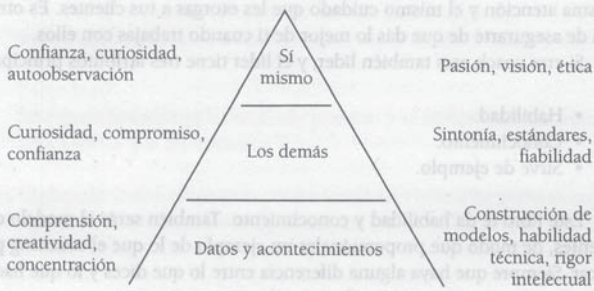 Confianza, curiosidad,
autoobservación
Sí
mismo
Pasión, visión, ética
Curiosidad, compromiso,
confianza
Los demás
Sintonía, estándares,
fiabilidad
Comprensión,
creatividad,
concentración
Datos y acontecimientos
Construcción de
modelos, habilidad
técnica, rigor
intelectual